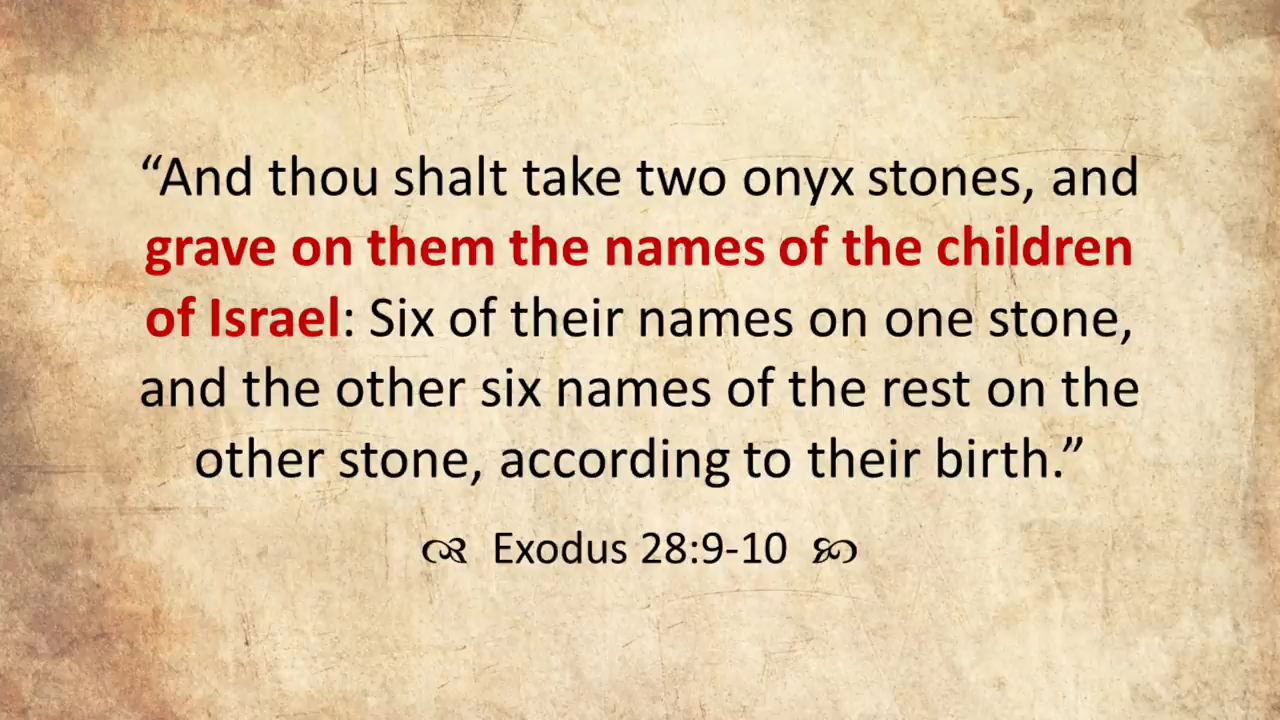 “And thou shalt take two onyx stones, and
grave on them the names of the children
of Israel: Six of their names on one stone,
and the other six names of the rest on the
other stone, according to their birth.”
Exodus 28:9-10